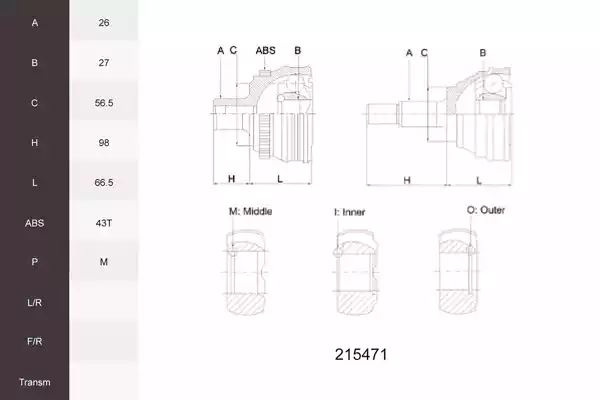 A 26
B 27
C 56.5
H 98
L 66.5
ABS 43T
P M
L/R
F/R
Transm
A C ABS B
H L
A C B
H L
M: Middle
I: Inner
O: Outer
215471